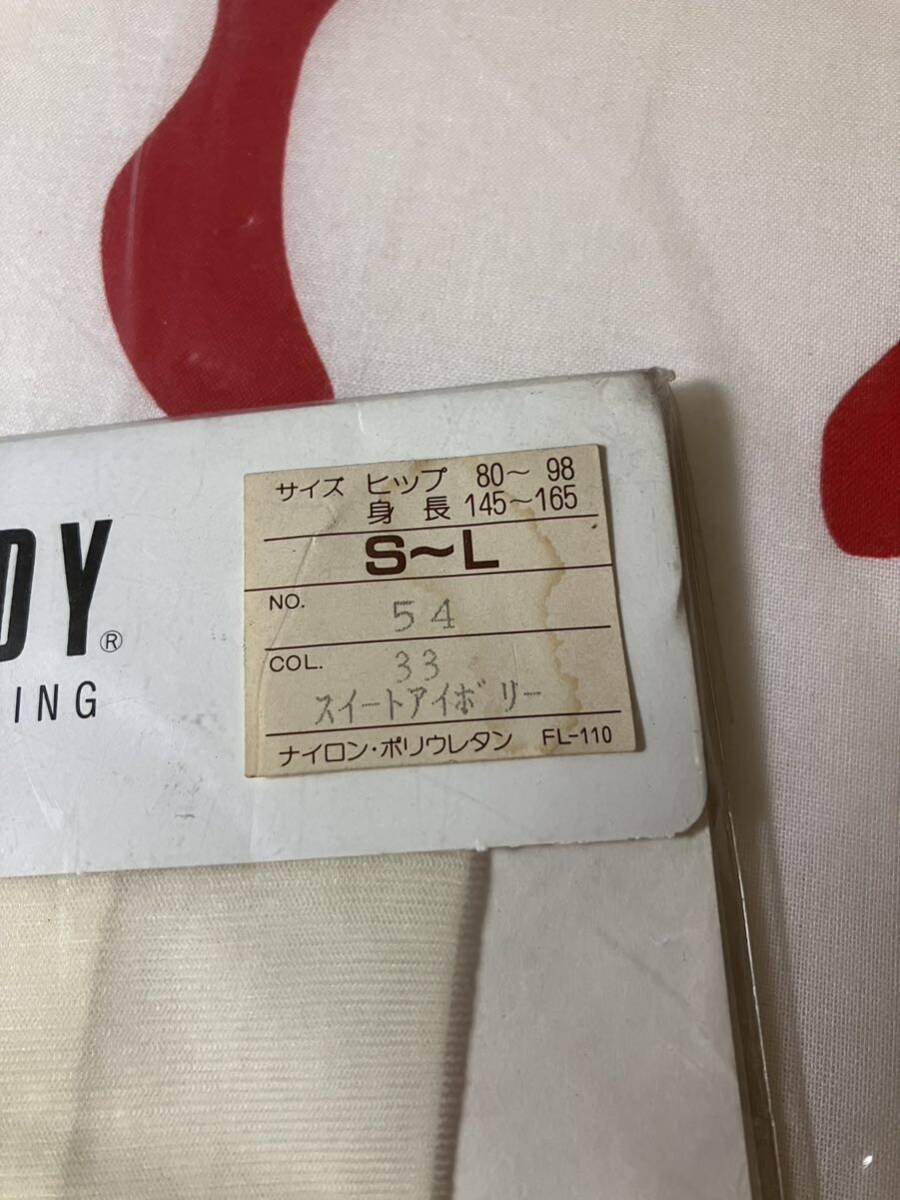 DY®
ING
サイズ ヒップ 80〜 98
身 長 145〜165
S〜L
NO. 54
COL. 33
スイートアイボリー
ナイロン・ポリウレタン FL-110